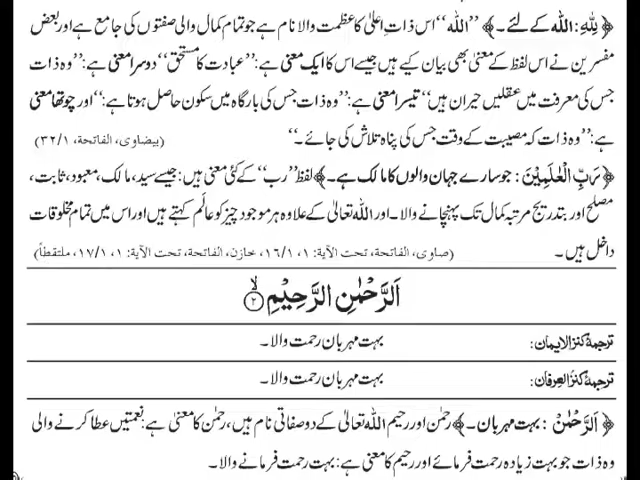 ﴿ لِلّٰهِ: اللہ کے لئے۔﴾ ’’اللہ‘‘ اس ذاتِ اعلیٰ کا عظمت والا نام ہے جو تمام کمال والی صفتوں کی جامع ہے اور بعض
مفسرین نے اس لفظ کے معنی بھی بیان کیے ہیں جیسے اس کا ایک معنی ہے: ’’عبادت کا مستحق‘‘ دوسرا معنی ہے: ’’وہ ذات
جس کی معرفت میں عقلیں حیران ہیں‘‘ تیسرا معنی ہے: ’’وہ ذات جس کی بارگاہ میں سکون حاصل ہوتا ہے‘‘ اور چوتھا معنی
ہے: ’’وہ ذات کہ مصیبت کے وقت جس کی پناہ تلاش کی جائے۔‘‘ (بیضاوی، الفاتحة، ۳۲/۱)
﴿ رَبِّ الْعٰلَمِیْنَ: جو سارے جہان والوں کا مالک ہے۔﴾ لفظ ’’رب‘‘ کے کئی معنی ہیں: جیسے سید، مالک، معبود، ثابت،
مصلح اور بتدریج مرتبہ کمال تک پہنچانے والا۔ اور اللہ تعالیٰ کے علاوہ ہر موجود چیز کو عالَم کہتے ہیں اور اس میں تمام مخلوقات
داخل ہیں۔ (صاوی، الفاتحة، تحت الآیة: ۱، ۱۶/۱، خازن، الفاتحة، تحت الآیة: ۱، ۱۷/۱، ملتقطاً)
الرَّحْمٰنِ الرَّحِیْمِۙ۝۲
ترجمۂ کنزالایمان: بہت مہربان رحمت والا۔
ترجمۂ کنزُالعِرفان: بہت مہربان رحمت والا۔
﴿ اَلرَّحْمٰنْ: بہت مہربان۔﴾ رحمٰن اور رحیم اللہ تعالیٰ کے دو صفاتی نام ہیں، رحمٰن کا معنیٰ ہے: نعمتیں عطا کرنے والی
وہ ذات جو بہت زیادہ رحمت فرمائے اور رحیم کا معنی ہے: بہت رحمت فرمانے والا۔